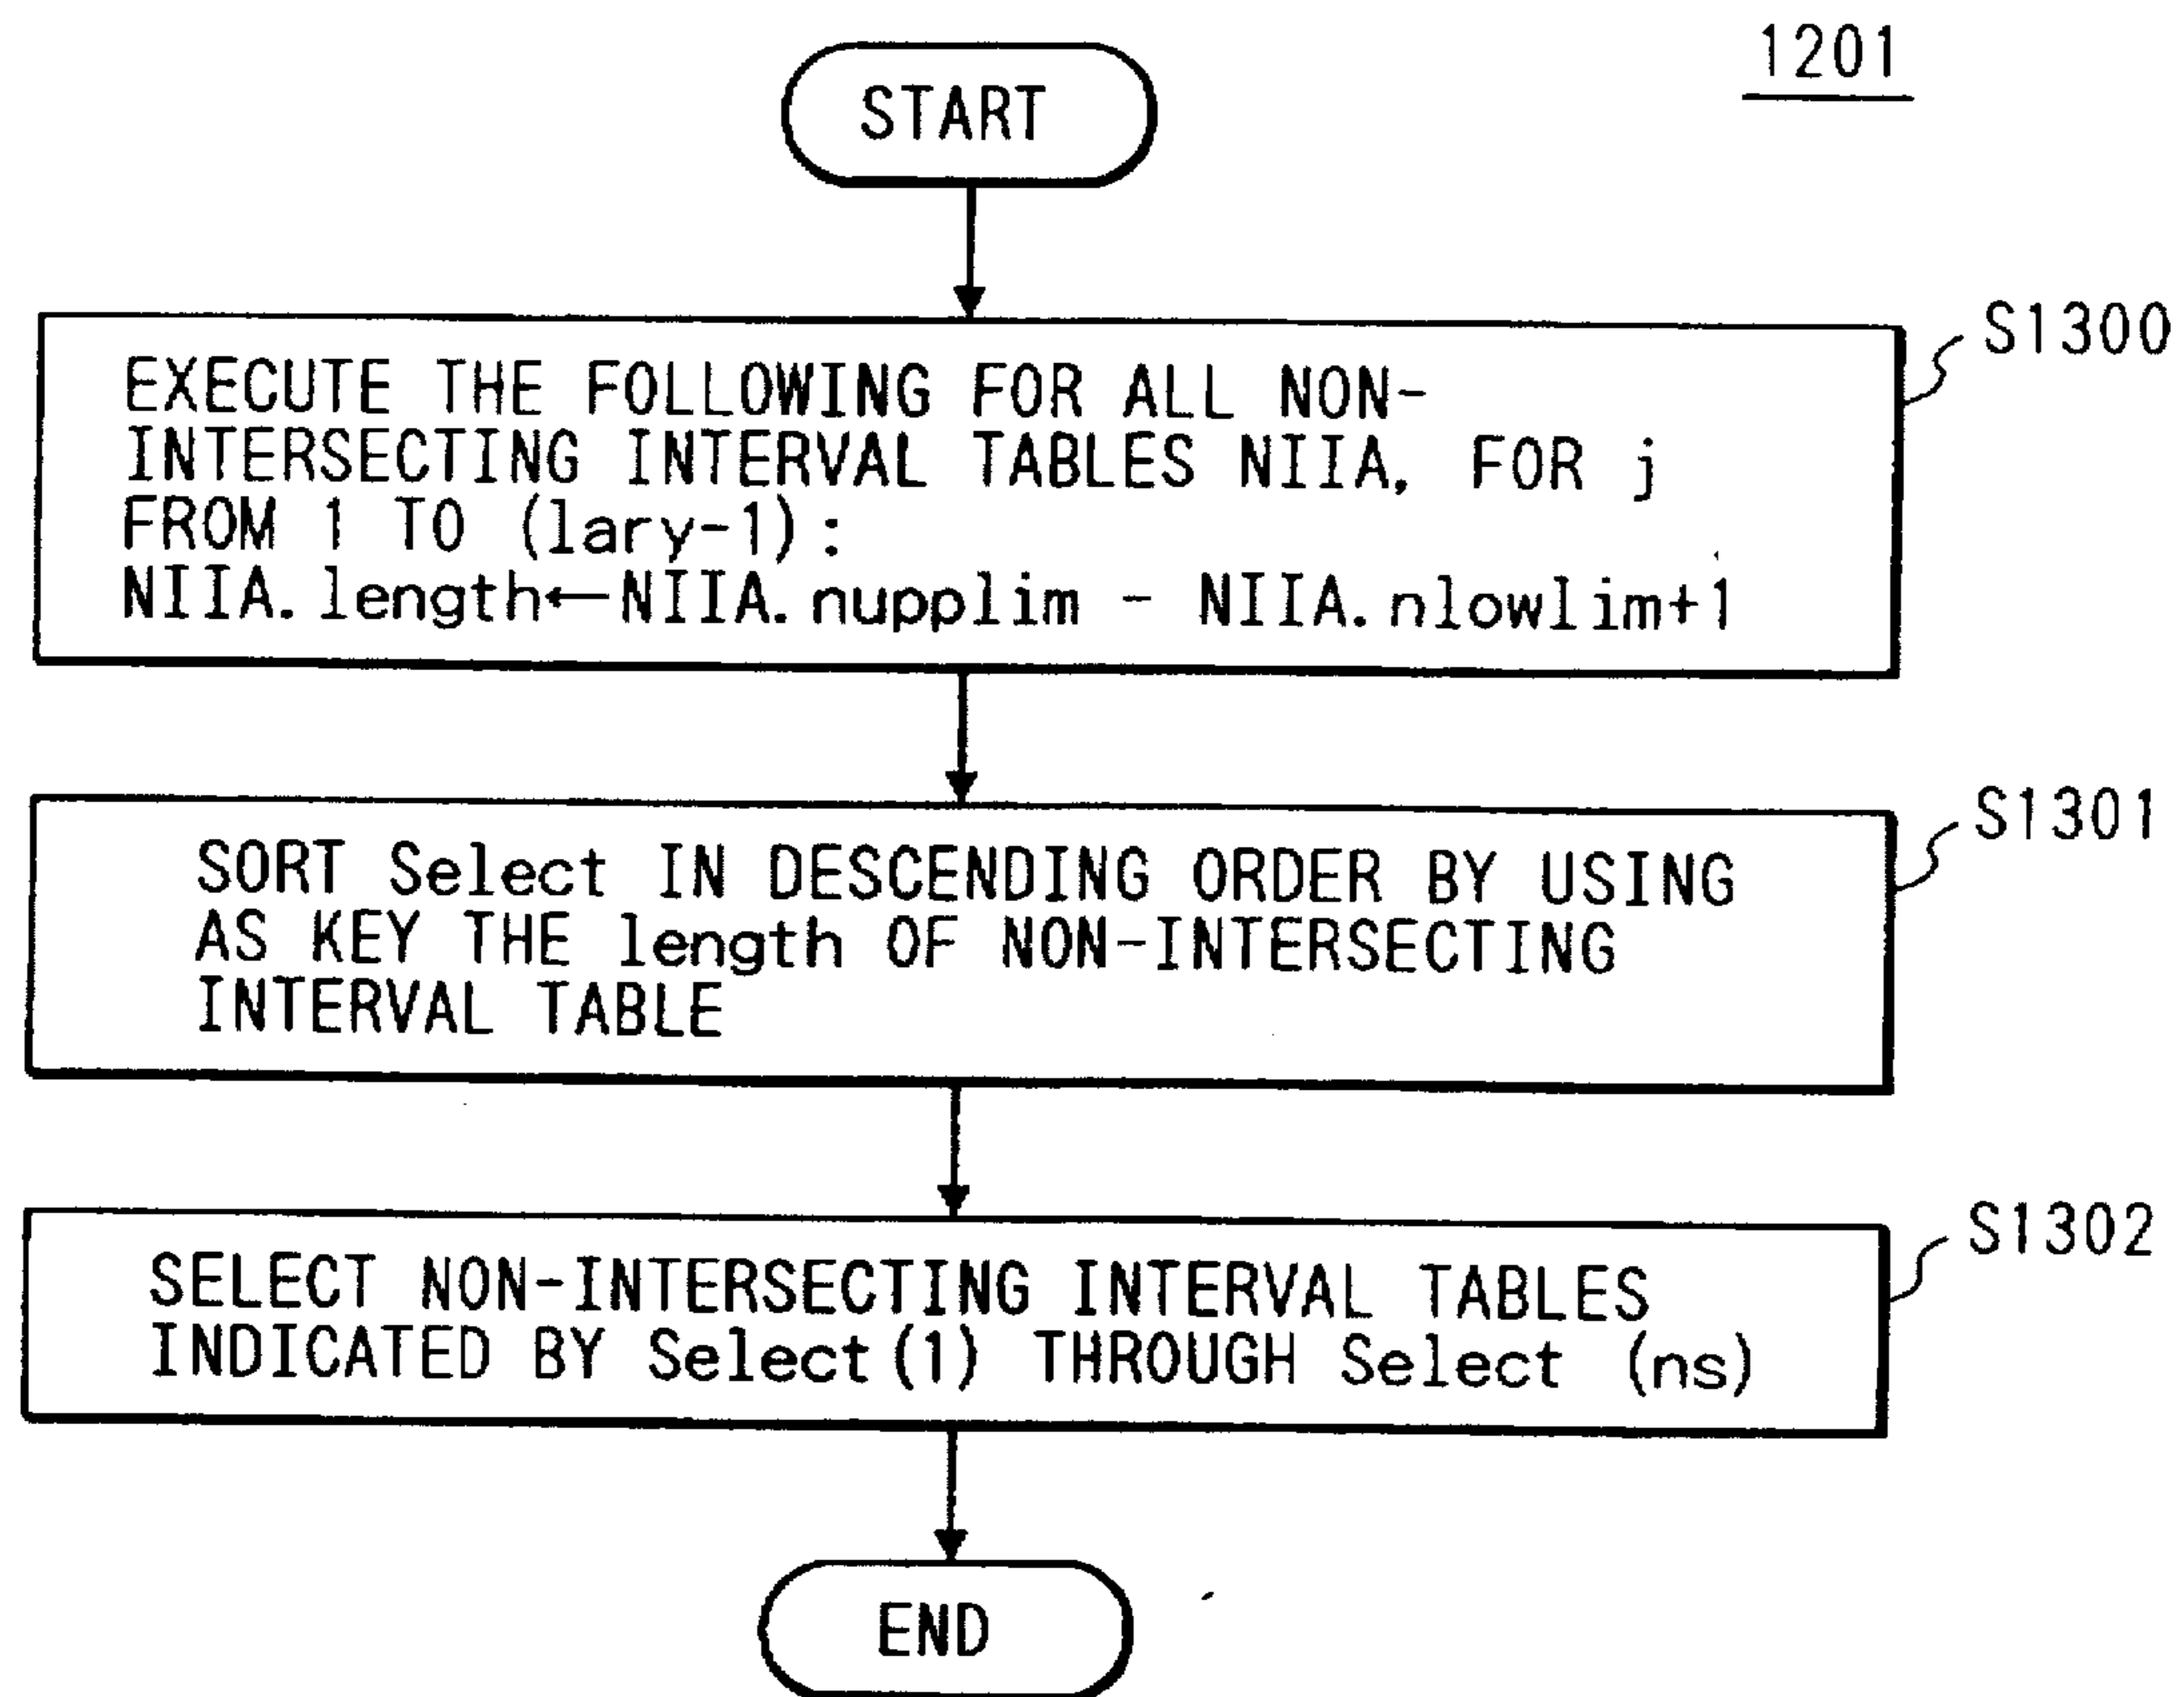 1201
START
S1300
EXECUTE THE FOLLOWING FOR ALL NON-
INTERSECTING INTERVAL TABLES NIIA, FOR j
FROM 1 TO (lary-1):
NIIA.length←NIIA.nupplim - NIIA.nlowlim+1
S1301
SORT Select IN DESCENDING ORDER BY USING
AS KEY THE length OF NON-INTERSECTING
INTERVAL TABLE
S1302
SELECT NON-INTERSECTING INTERVAL TABLES
INDICATED BY Select(1) THROUGH Select (ns)
END